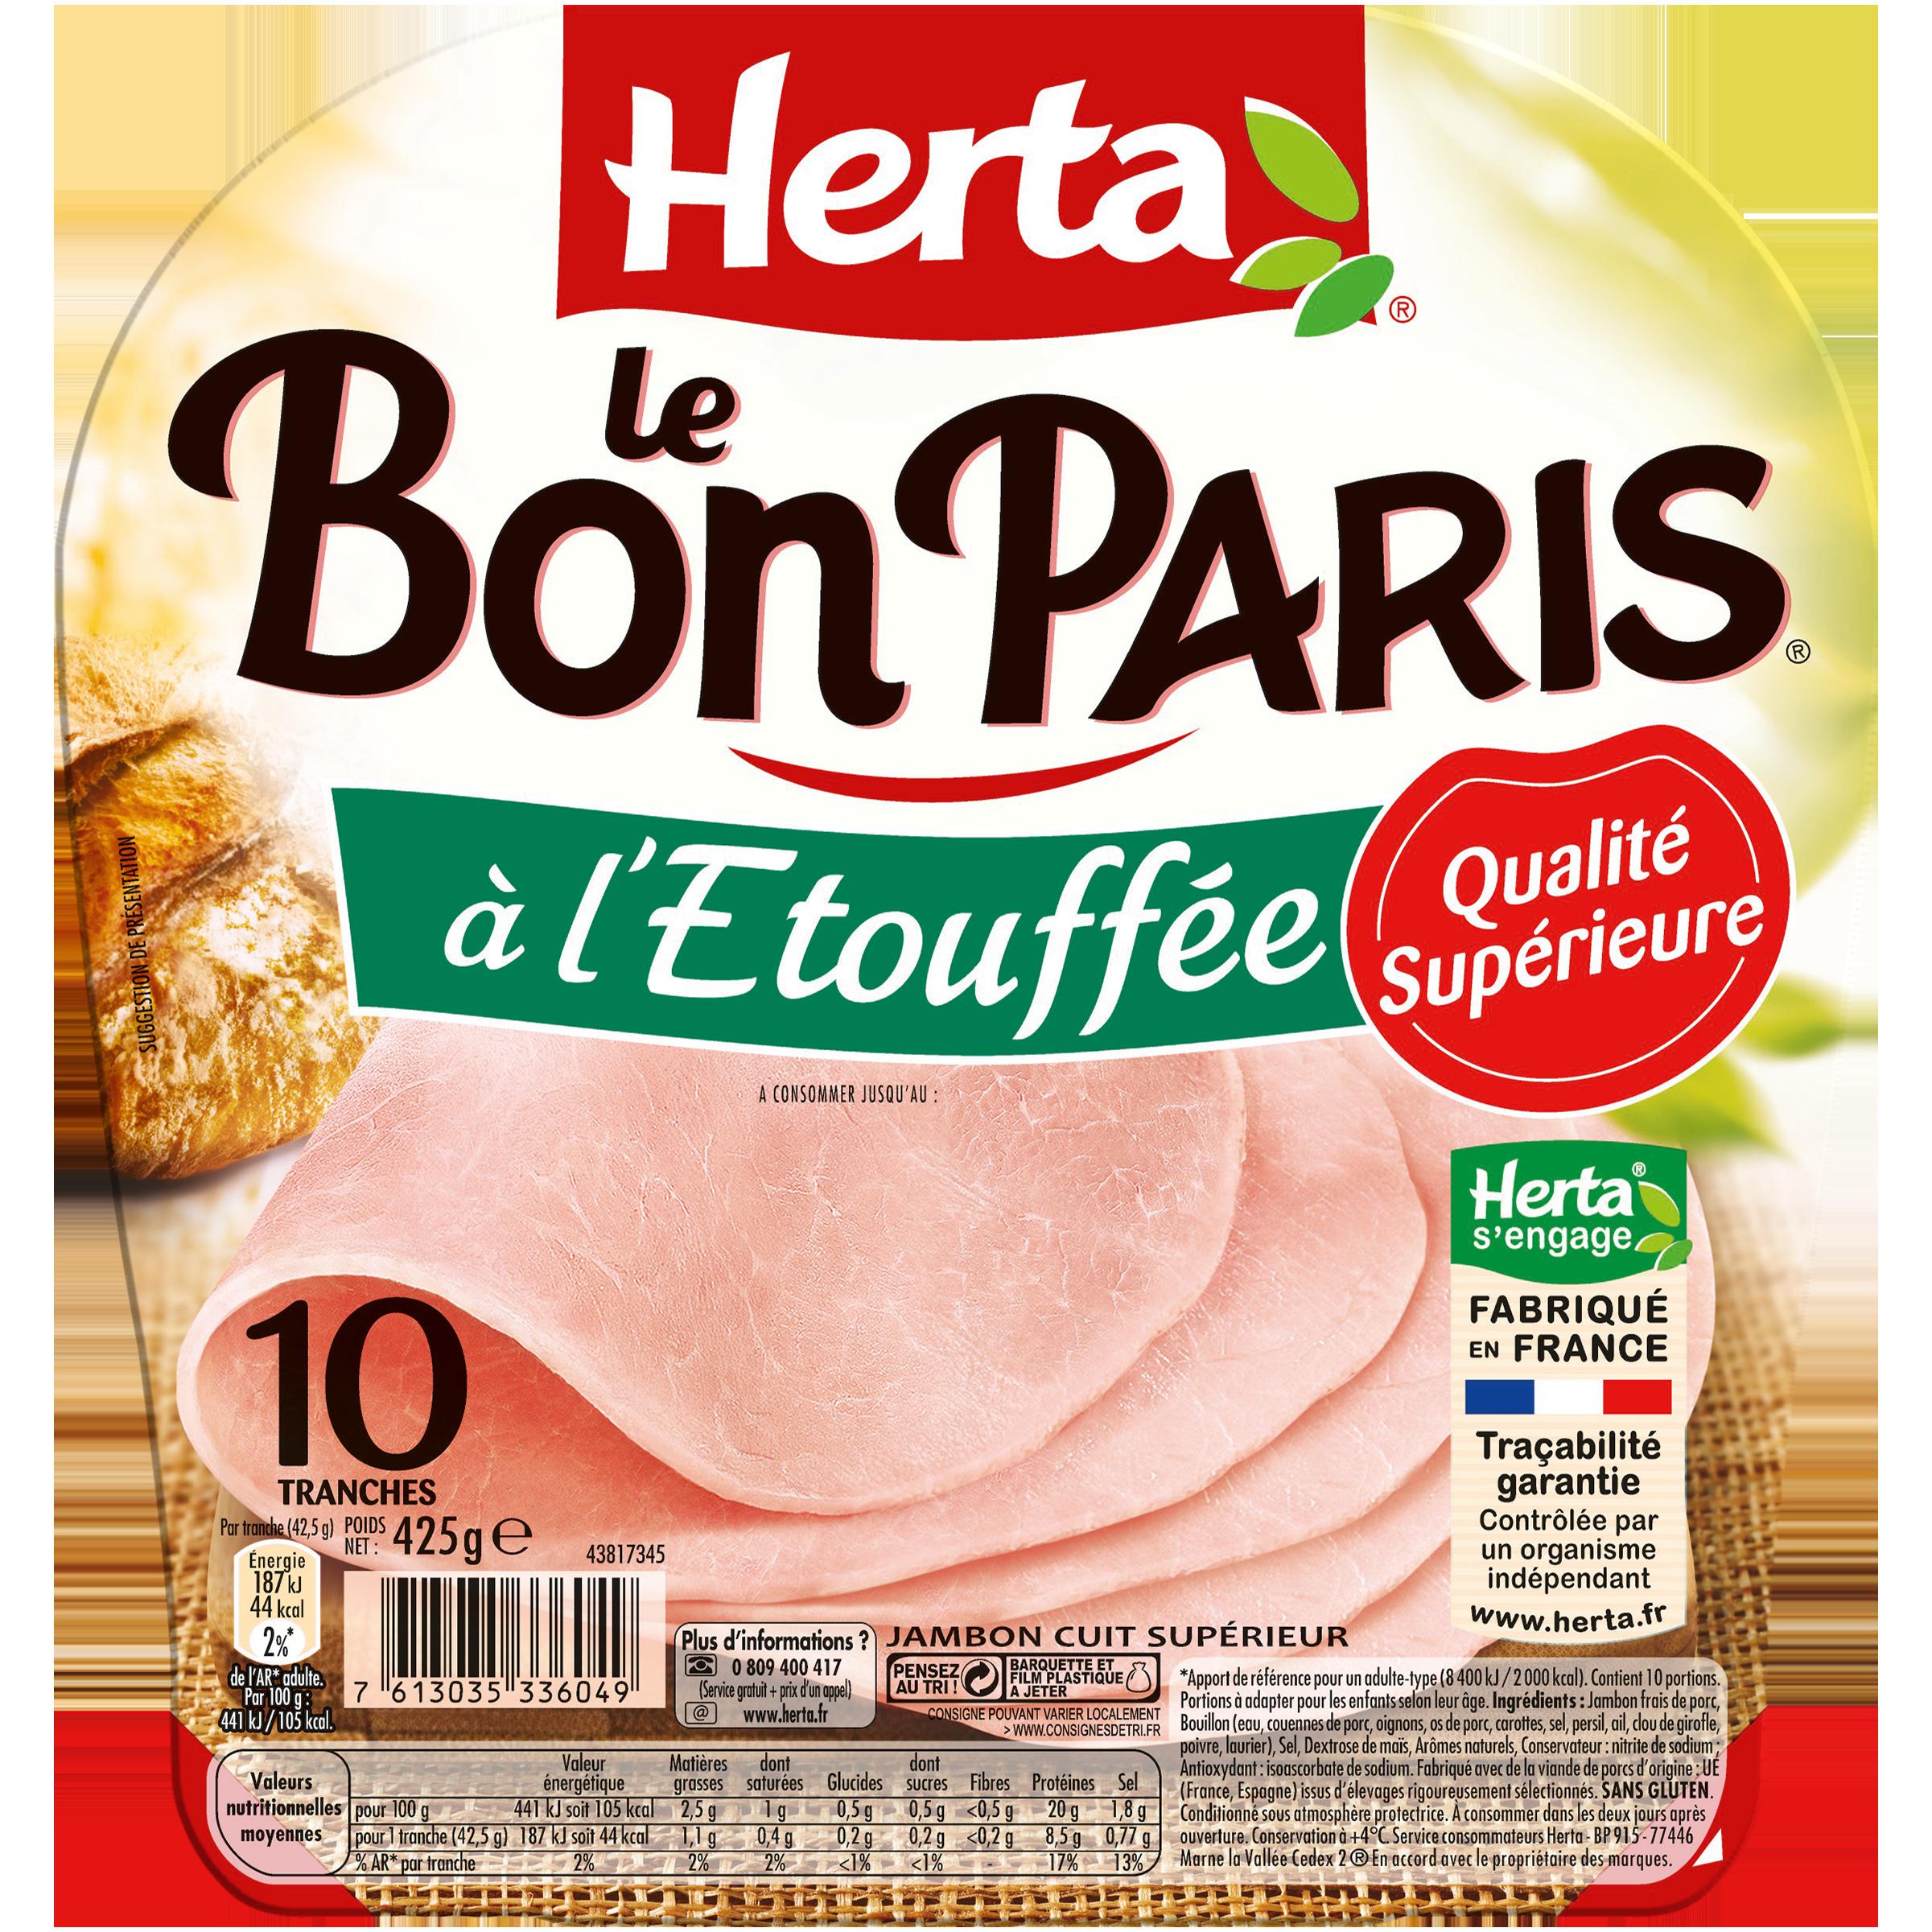 Herta
®
le
Bon PARIS
®
à l'Etouffée
Qualité
Supérieure
SUGGESTION DE PRÉSENTATION
A CONSOMMER JUSQU'AU :
Herta®
s'engage
FABRIQUÉ
EN FRANCE
Traçabilité
garantie
Contrôlée par
un organisme
indépendant
www.herta.fr
10
TRANCHES
Par tranche (42,5 g)
POIDS
NET : 425g e
Énergie
187 kJ
44 kcal
2%*
de l'AR* adulte.
Par 100 g :
441 kJ / 105 kcal.
43817345
7 613035 336049
Plus d'informations ?
0 809 400 417
(Service gratuit + prix d'un appel)
@ www.herta.fr
JAMBON CUIT SUPÉRIEUR
PENSEZ
AU TRI !
BARQUETTE ET
FILM PLASTIQUE
À JETER
CONSIGNE POUVANT VARIER LOCALEMENT
> WWW.CONSIGNESDETRI.FR
*Apport de référence pour un adulte-type (8 400 kJ / 2 000 kcal). Contient 10 portions.
Portions à adapter pour les enfants selon leur âge. Ingrédients : Jambon frais de porc,
Bouillon (eau, couennes de porc, oignons, os de porc, carottes, sel, persil, ail, clou de girofle,
poivre, laurier), Sel, Dextrose de maïs, Arômes naturels, Conservateur : nitrite de sodium ;
Antioxydant : isoascorbate de sodium. Fabriqué avec de la viande de porcs d'origine : UE
(France, Espagne) issus d'élevages rigoureusement sélectionnés. SANS GLUTEN.
Conditionné sous atmosphère protectrice. À consommer dans les deux jours après
ouverture. Conservation à +4°C. Service consommateurs Herta - BP 915 - 77446
Marne la Vallée Cedex 2 ® En accord avec le propriétaire des marques.
Valeurs
nutritionnelles
moyennes
Valeur
énergétique
Matières
grasses
dont
saturées
Glucides
dont
sucres
Fibres
Protéines
Sel
pour 100 g 441 kJ soit 105 kcal 2,5 g 1 g 0,5 g 0,5 g <0,5 g 20 g 1,8 g
pour 1 tranche (42,5 g) 187 kJ soit 44 kcal 1,1 g 0,4 g 0,2 g 0,2 g <0,2 g 8,5 g 0,77 g
% AR* par tranche 2% 2% 2% <1% <1% - 17% 13%